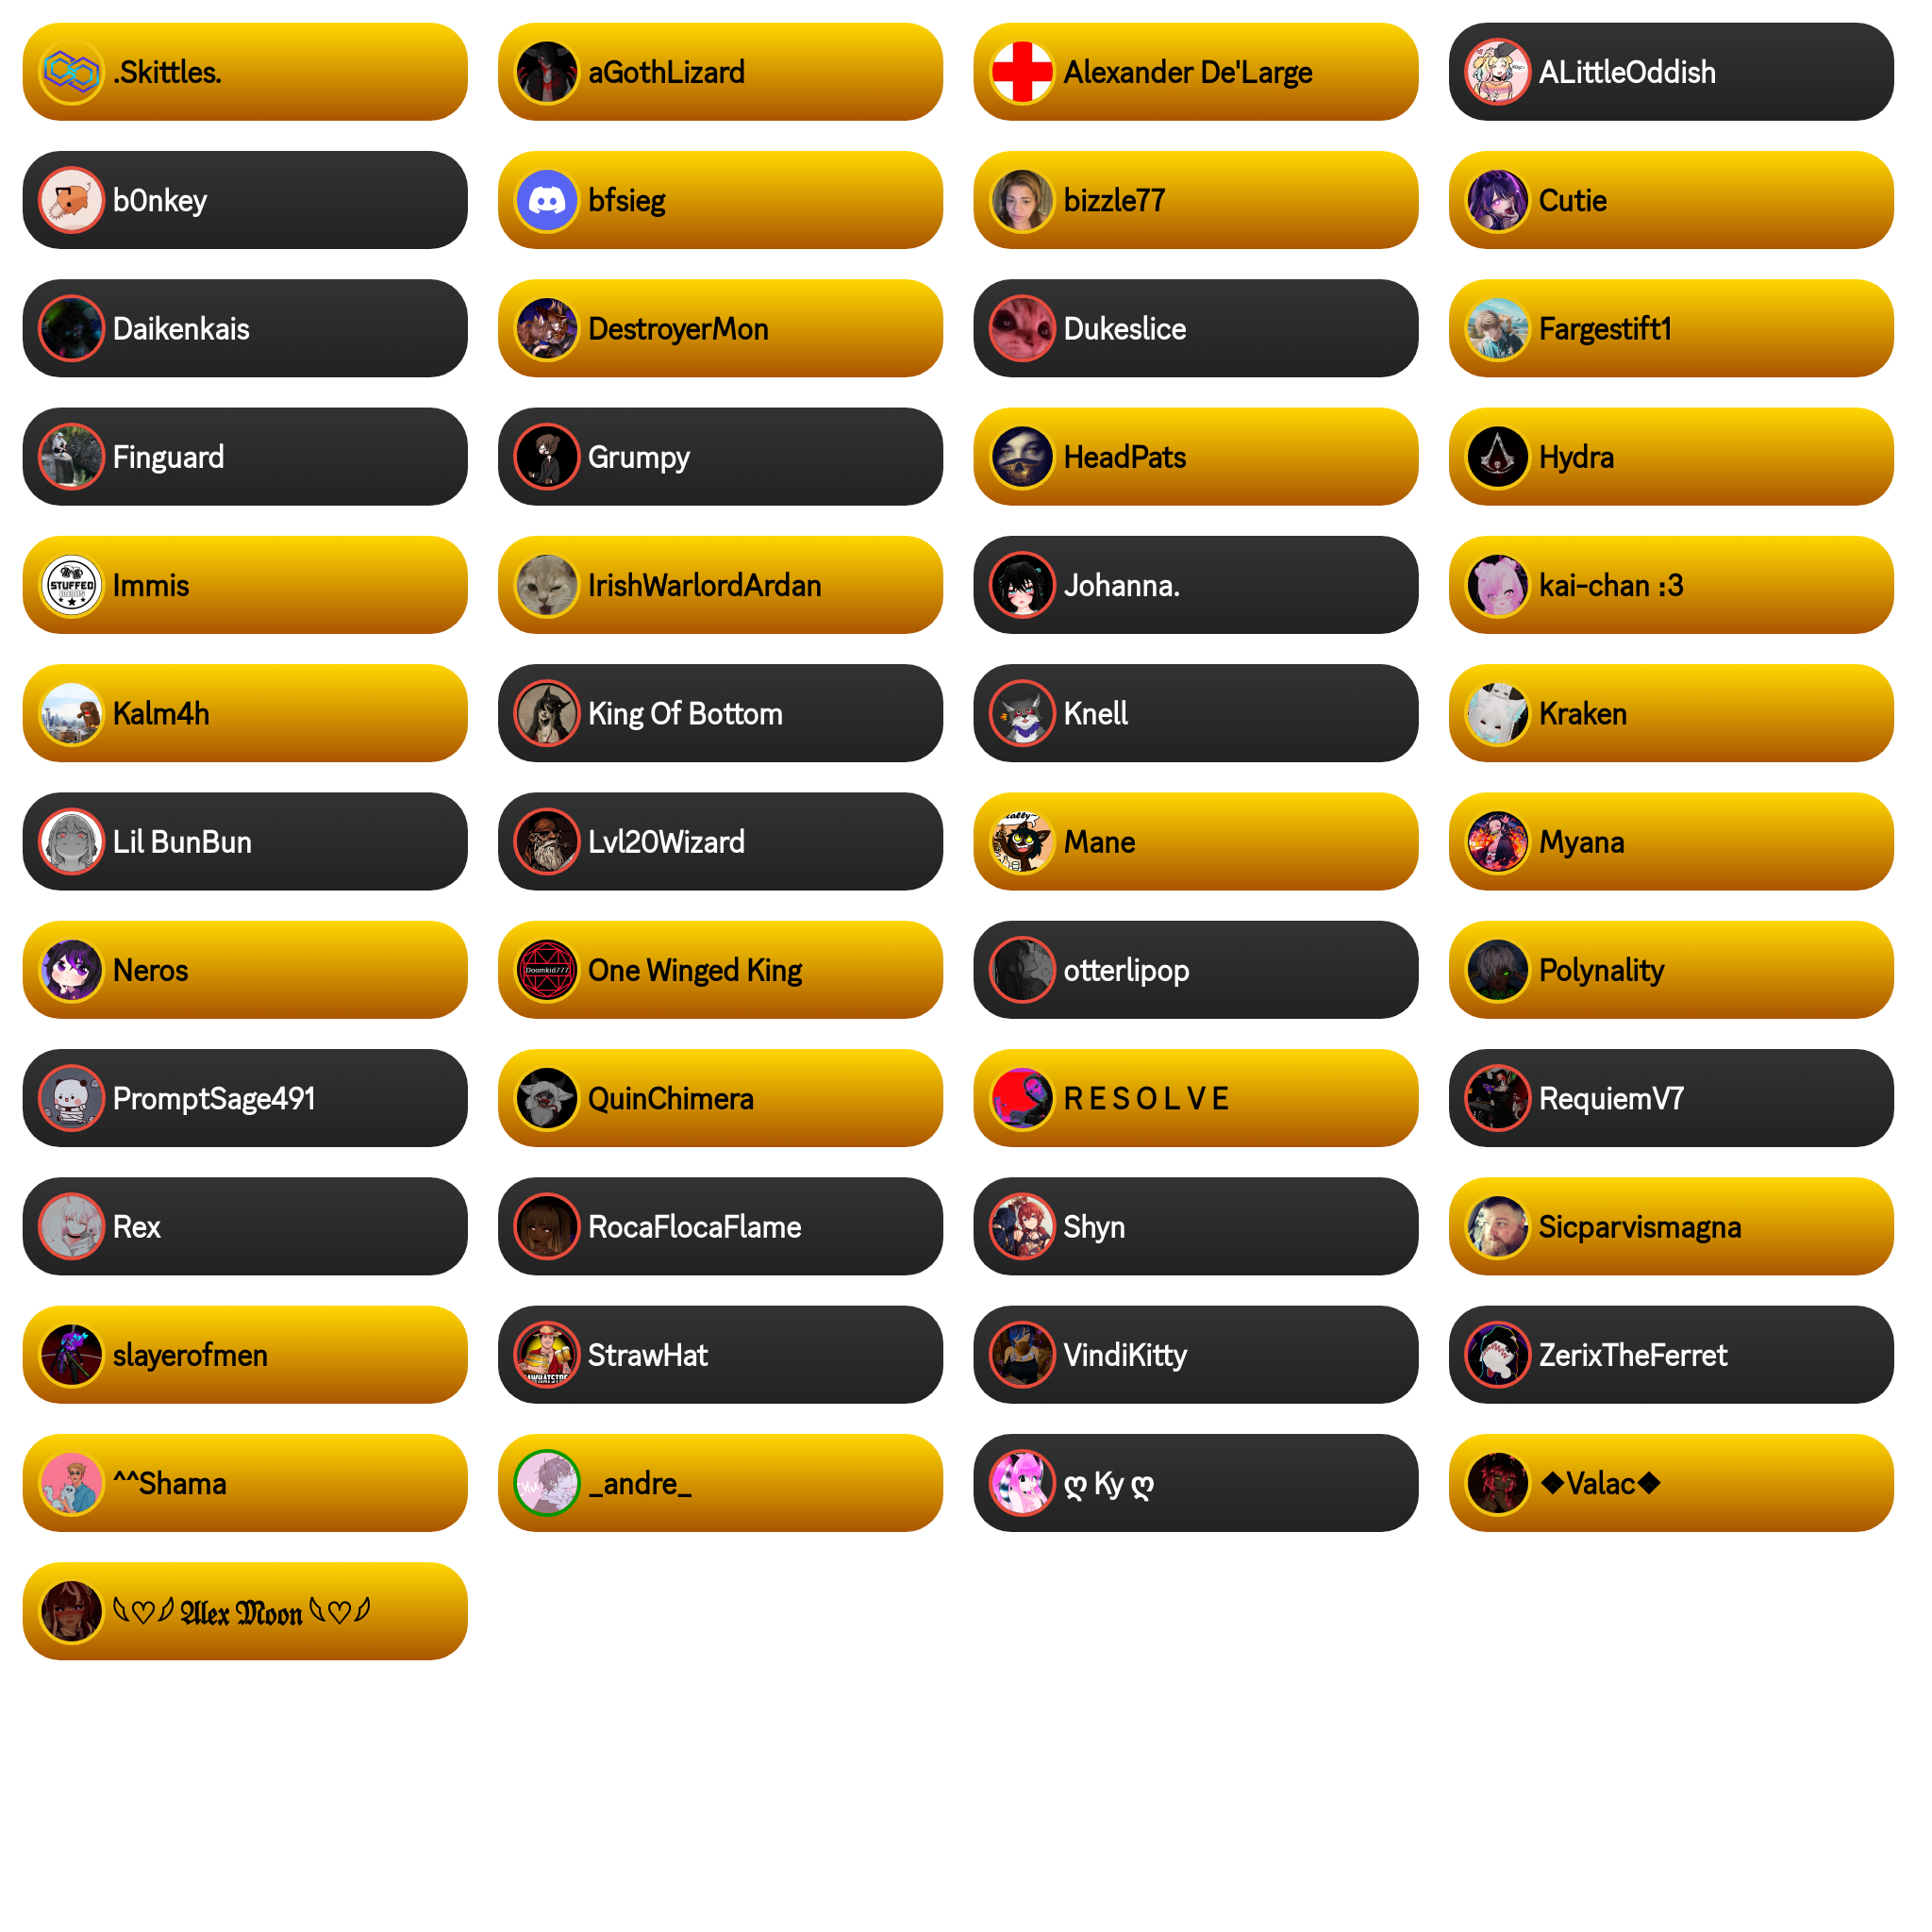 .Skittles.
aGothLizard
Alexander De'Large
ALittleOddish
b0nkey
bfsieg
bizzle77
Cutie
Daikenkais
DestroyerMon
Dukeslice
Fargestift1
Finguard
Grumpy
HeadPats
Hydra
STUFFED
Immis
IrishWarlordArdan
Johanna.
kai-chan :3
Kalm4h
King Of Bottom
Knell
Kraken
Lil BunBun
Lvl20Wizard
Mane
Myana
Neros
Doomkid777
One Winged King
otterlipop
Polynality
PromptSage491
QuinChimera
R E S O L V E
RequiemV7
Rex
RocaFlocaFlame
Shyn
Sicparvismagna
slayerofmen
StrawHat
VindiKitty
ZerixTheFerret
^^Shama
_andre_
ღ Ky ღ
❖Valac❖
𝕬𝖑𝖊𝖝 𝕸𝖔𝖔𝖓